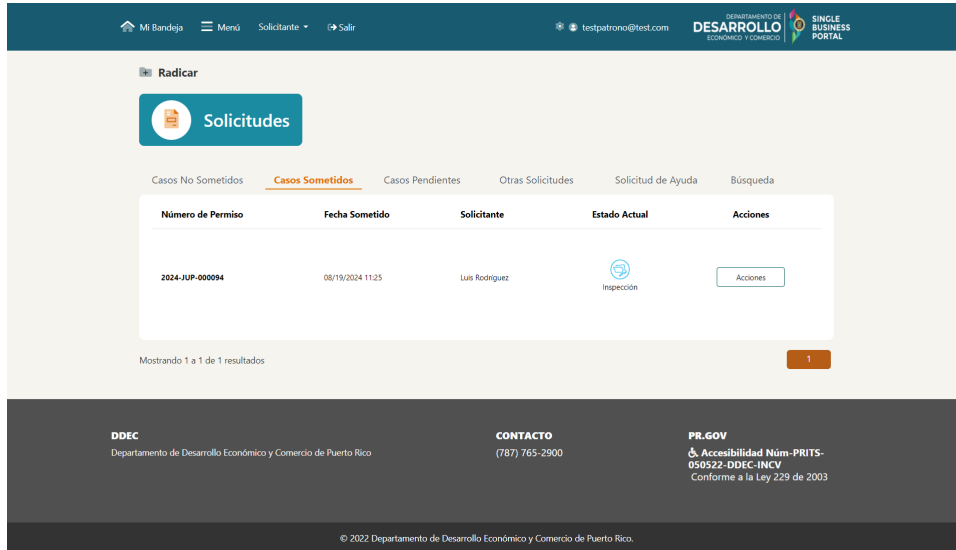 Mi Bandeja Menú Solicitante Salir testpatrono@test.com
DEPARTAMENTO DE
DESARROLLO
ECONÓMICO Y COMERCIO
SINGLE
BUSINESS
PORTAL
Radicar
Solicitudes
Casos No Sometidos Casos Sometidos Casos Pendientes Otras Solicitudes Solicitud de Ayuda Búsqueda
Número de Permiso Fecha Sometido Solicitante Estado Actual Acciones
2024-JUP-000094 08/19/2024 11:25 Luis Rodríguez Inspección Acciones
Mostrando 1 a 1 de 1 resultados 1
DDEC
Departamento de Desarrollo Económico y Comercio de Puerto Rico
CONTACTO
(787) 765-2900
PR.GOV
Accesibilidad Núm-PRITS-
050522-DDEC-INCV
Conforme a la Ley 229 de 2003
© 2022 Departamento de Desarrollo Económico y Comercio de Puerto Rico.